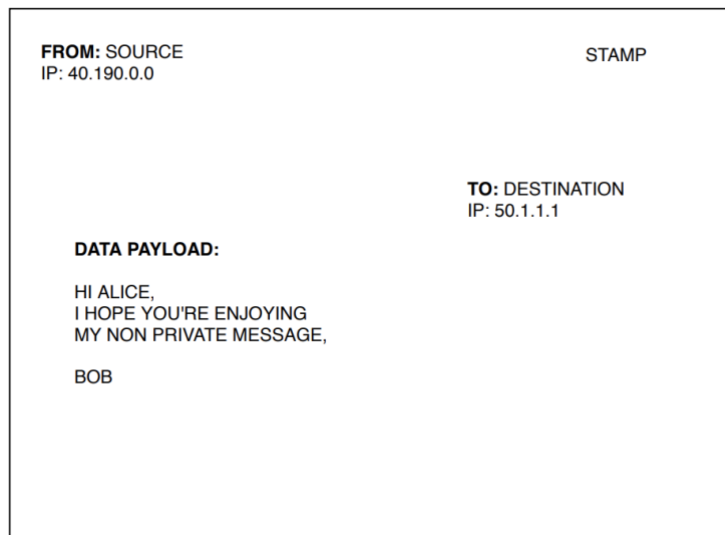 FROM: SOURCE
IP: 40.190.0.0
STAMP
TO: DESTINATION
IP: 50.1.1.1
DATA PAYLOAD:
HI ALICE,
I HOPE YOU'RE ENJOYING
MY NON PRIVATE MESSAGE,
BOB